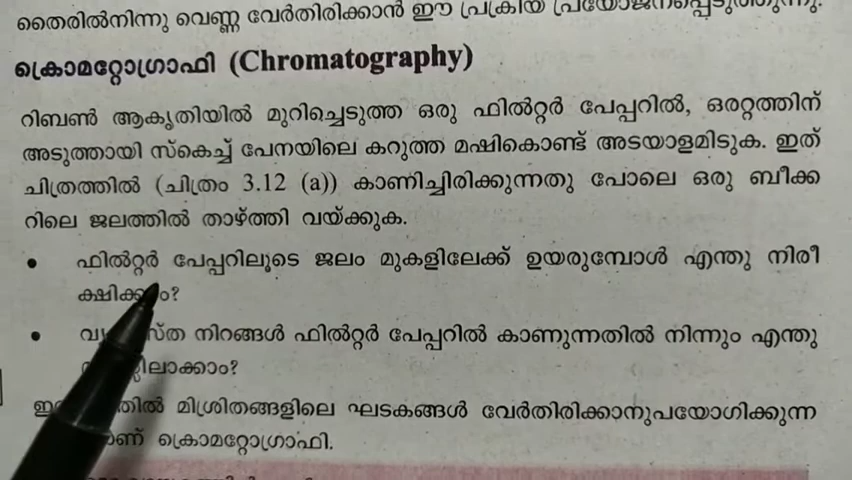 തൈരിൽനിന്നു വെണ്ണ വേർതിരിക്കാൻ ഈ പ്രക്രിയ പ്രയോജനപ്പെടുത്തുന്നു.
ക്രൊമറ്റോഗ്രാഫി (Chromatography)
റിബൺ ആകൃതിയിൽ മുറിച്ചെടുത്ത ഒരു ഫിൽറ്റർ പേപ്പറിൽ, ഒരറ്റത്തിന്
അടുത്തായി സ്കെച്ച് പേനയിലെ കറുത്ത മഷികൊണ്ട് അടയാളമിടുക. ഇത്
ചിത്രത്തിൽ (ചിത്രം 3.12 (a)) കാണിച്ചിരിക്കുന്നതു പോലെ ഒരു ബീക്ക
റിലെ ജലത്തിൽ താഴ്ത്തി വയ്ക്കുക.
• ഫിൽറ്റർ പേപ്പറിലൂടെ ജലം മുകളിലേക്ക് ഉയരുമ്പോൾ എന്തു നിരീ
ക്ഷിക്കാം?
• നിറങ്ങൾ ഫിൽറ്റർ പേപ്പറിൽ കാണുന്നതിൽ നിന്നും എന്തു
മിശ്രിതങ്ങളിലെ ഘടകങ്ങൾ വേർതിരിക്കാനുപയോഗിക്കുന്ന
ക്രൊമറ്റോഗ്രാഫി.